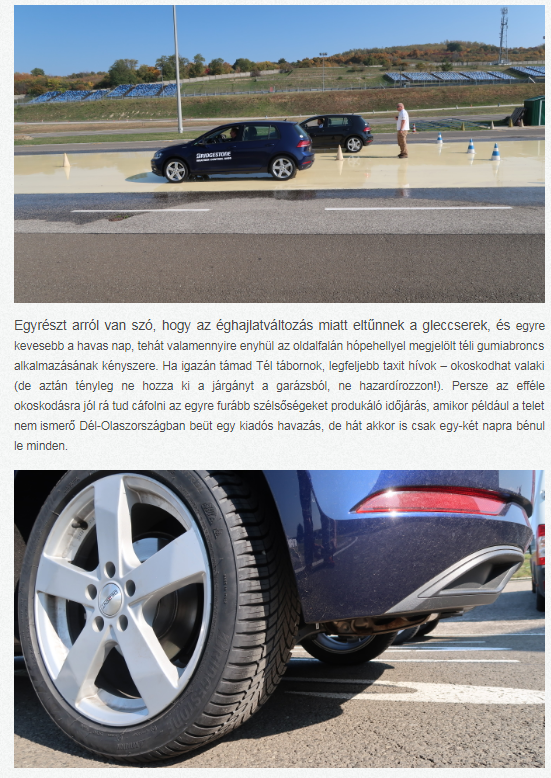 BRIDGESTONE
Egyrészt arról van szó, hogy az éghajlatváltozás miatt eltűnnek a gleccserek, és egyre
kevesebb a havas nap, tehát valamennyire enyhül az oldalfalán hópehellyel megjelölt téli gumiabroncs
alkalmazásának kényszere. Ha igazán támad Tél tábornok, legfeljebb taxit hívok – okoskodhat valaki
(de aztán tényleg ne hozza ki a járgányt a garázsból, ne hazardírozzon!). Persze az efféle
okoskodásra jól rá tud cáfolni az egyre furább szélsőségeket produkáló időjárás, amikor például a telet
nem ismerő Dél-Olaszországban beüt egy kiadós havazás, de hát akkor is csak egy-két napra bénul
le minden.